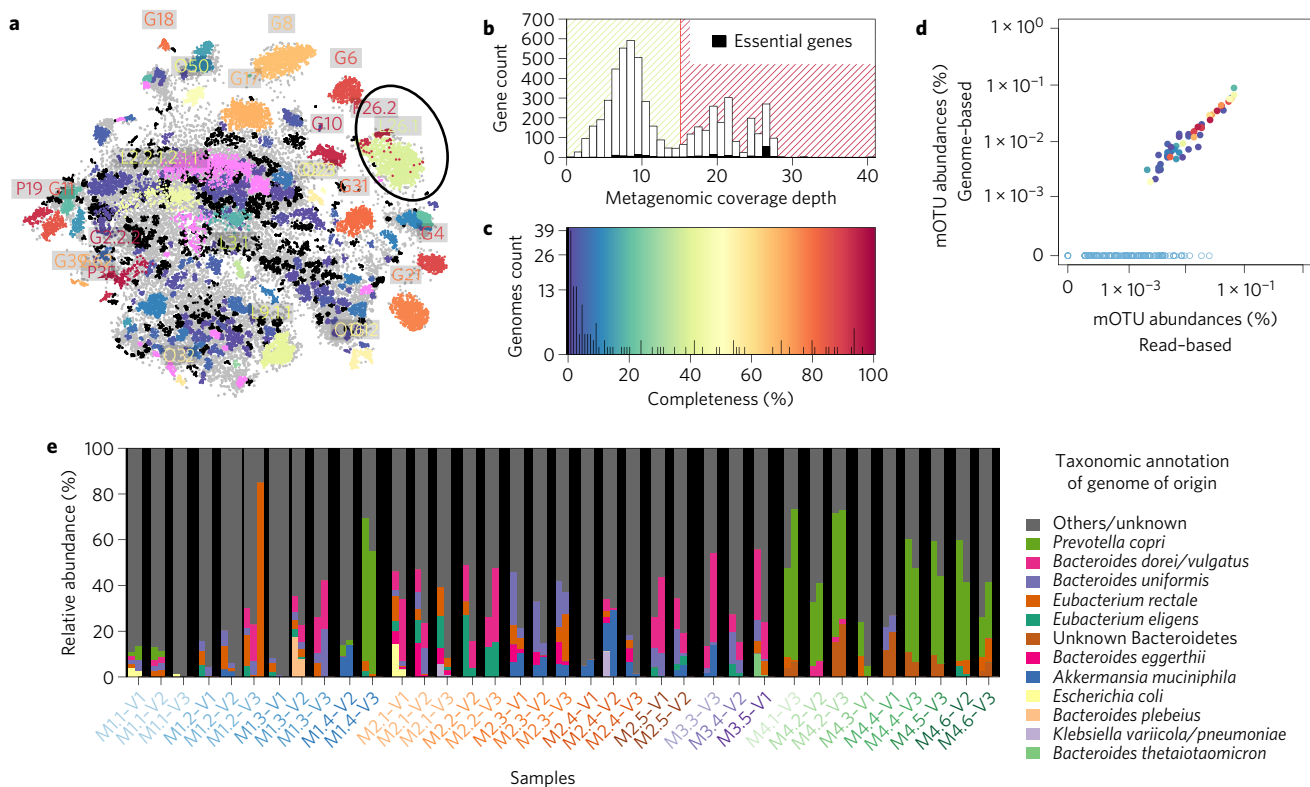 a
G18
G8
G6
G10
G31
P19
G2.2.2
G39
G4
b
Gene count
700
600
500
400
300
200
100
0
Essential genes
0 10 20 30 40
Metagenomic coverage depth
c
Genomes count
39
26
13
0
0 20 40 60 80 100
Completeness (%)
d
mOTU abundances (%)
Genome–based
1 × 10⁰
1 × 10⁻¹
1 × 10⁻²
1 × 10⁻³
0
0 1 × 10⁻³ 1 × 10⁻¹
mOTU abundances (%)
Read–based
e
Relative abundance (%)
100
80
60
40
20
0
M1.1–V1
M1.1–V2
M1.1–V3
M1.2–V1
M1.2–V2
M1.2–V3
M1.3–V1
M1.3–V2
M1.3–V3
M1.4–V2
M1.4–V3
M2.1–V1
M2.1–V2
M2.1–V3
M2.2–V2
M2.2–V3
M2.3–V1
M2.3–V2
M2.3–V3
M2.4–V1
M2.4–V2
M2.4–V3
M2.5–V1
M2.5–V2
M3.3–V3
M3.4–V2
M3.5–V1
M4.1–V3
M4.2–V2
M4.2–V3
M4.3–V1
M4.4–V1
M4.4–V3
M4.5–V3
M4.6–V2
M4.6–V3
Samples
Taxonomic annotation
of genome of origin
Others/unknown
Prevotella copri
Bacteroides dorei/vulgatus
Bacteroides uniformis
Eubacterium rectale
Eubacterium eligens
Unknown Bacteroidetes
Bacteroides eggerthii
Akkermansia muciniphila
Escherichia coli
Bacteroides plebeius
Klebsiella variicola/pneumoniae
Bacteroides thetaiotaomicron